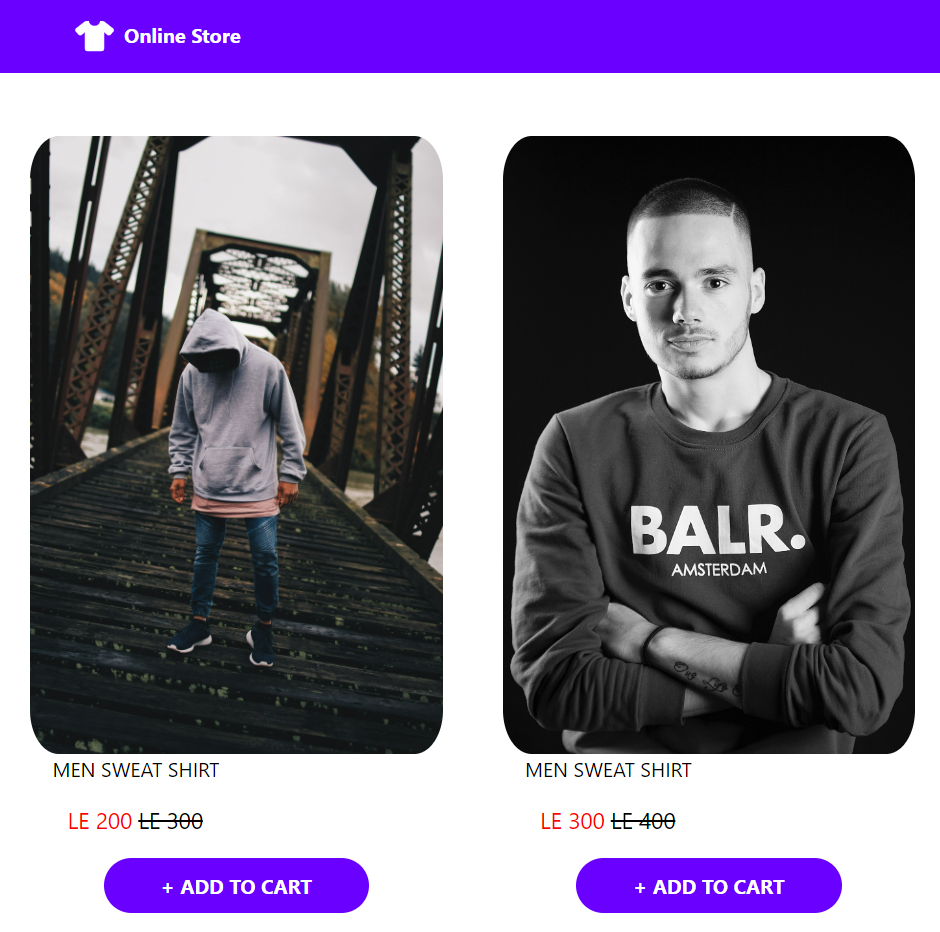 Online Store
BALR.
AMSTERDAM
MEN SWEAT SHIRT
LE 200 LE 300
+ ADD TO CART
MEN SWEAT SHIRT
LE 300 LE 400
+ ADD TO CART